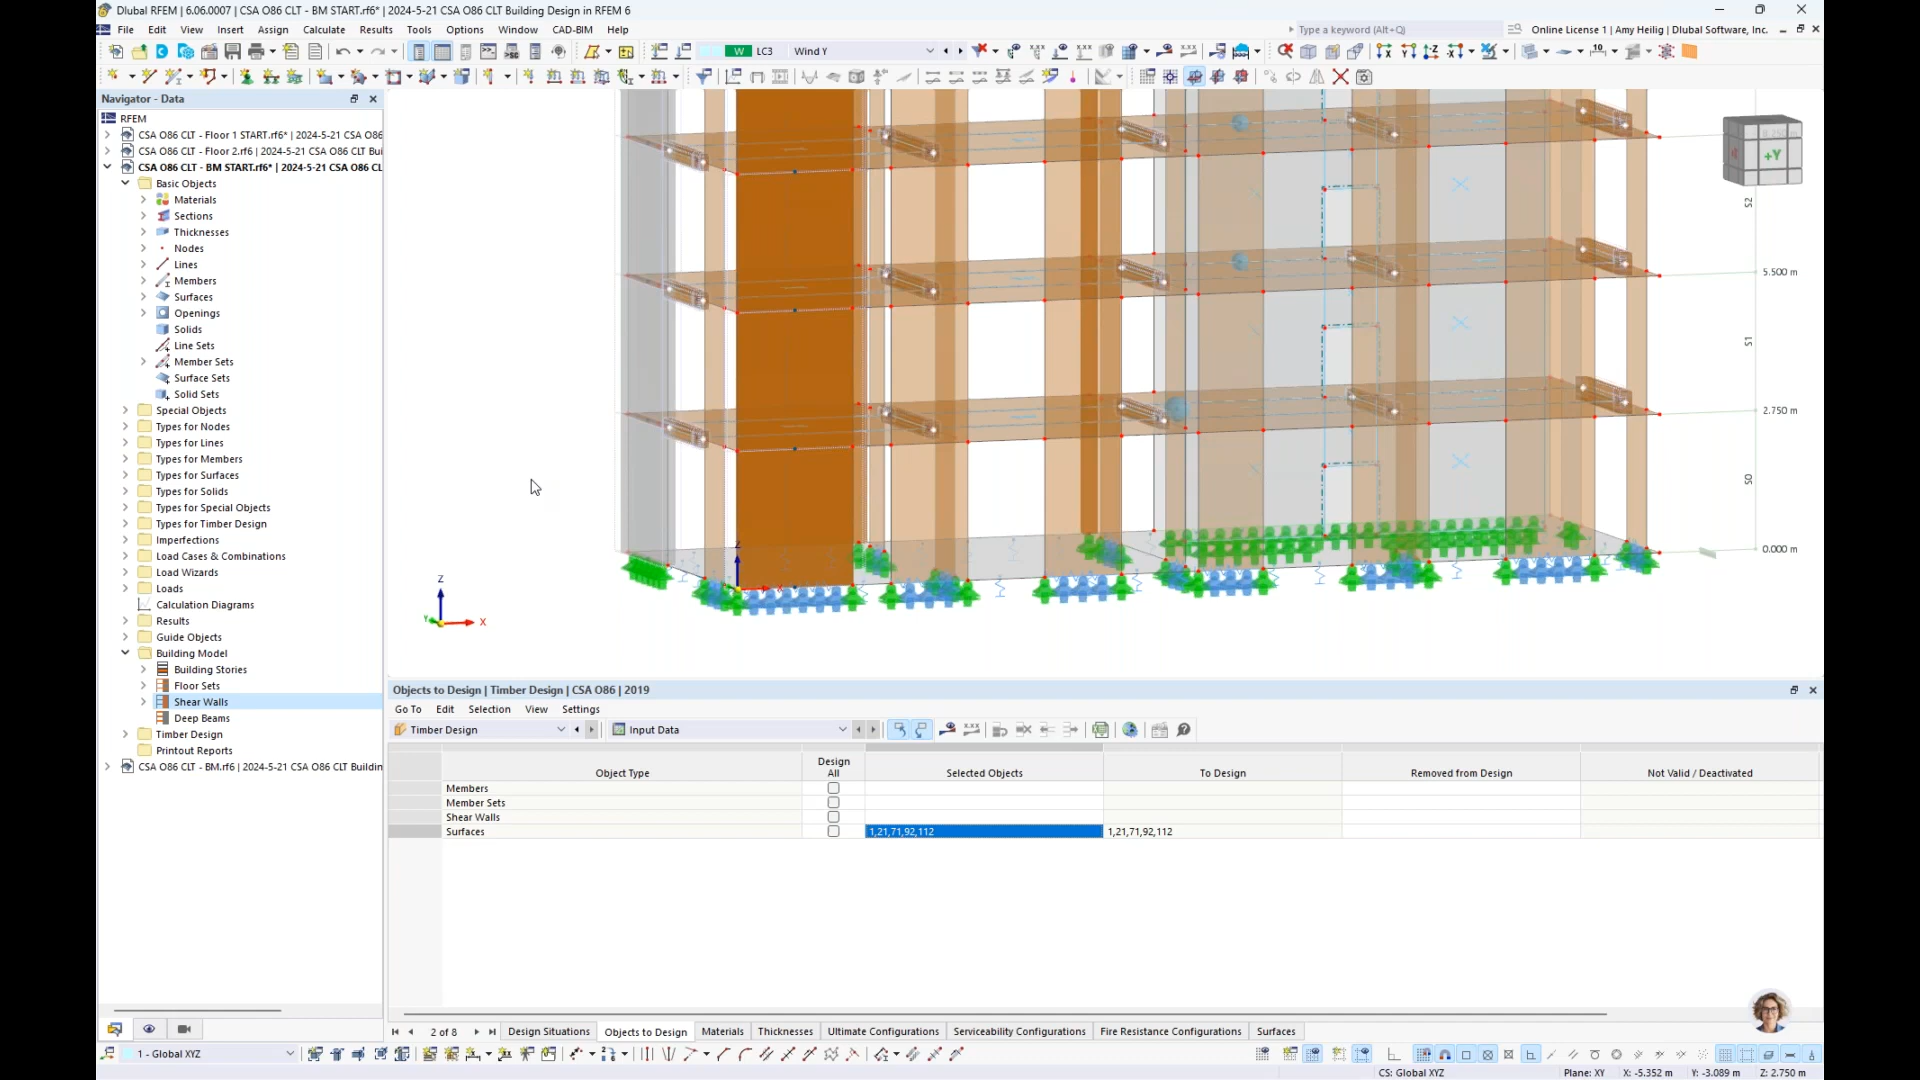 Dlubal RFEM | 6.06.0007 | CSA O86 CLT - BM START.rf6* | 2024-5-21 CSA O86 CLT Building Design in RFEM 6
File Edit View Insert Assign Calculate Results Tools Options Window CAD-BIM Help
Type a keyword (Alt+Q)
Online License 1 | Amy Heilig | Dlubal Software, Inc.
W LC3 Wind Y
Navigator - Data
RFEM
CSA O86 CLT - Floor 1 START.rf6* | 2024-5-21 CSA O86
CSA O86 CLT - Floor 2.rf6 | 2024-5-21 CSA O86 CLT Bui
CSA O86 CLT - BM START.rf6* | 2024-5-21 CSA O86 CL
Basic Objects
Materials
Sections
Thicknesses
Nodes
Lines
Members
Surfaces
Openings
Solids
Line Sets
Member Sets
Surface Sets
Solid Sets
Special Objects
Types for Nodes
Types for Lines
Types for Members
Types for Surfaces
Types for Solids
Types for Special Objects
Types for Timber Design
Imperfections
Load Cases & Combinations
Load Wizards
Loads
Calculation Diagrams
Results
Guide Objects
Building Model
Building Stories
Floor Sets
Shear Walls
Deep Beams
Timber Design
Printout Reports
CSA O86 CLT - BM.rf6 | 2024-5-21 CSA O86 CLT Buildin
+Y
S2
5.500 m
S1
2.750 m
S0
0.000 m
Z
X
Y
Z
X
Objects to Design | Timber Design | CSA O86 | 2019
Go To Edit Selection View Settings
Timber Design Input Data
Object Type Design All Selected Objects To Design Removed from Design Not Valid / Deactivated
Members
Member Sets
Shear Walls
Surfaces 1,21,71,92,112 1,21,71,92,112
2 of 8 Design Situations Objects to Design Materials Thicknesses Ultimate Configurations Serviceability Configurations Fire Resistance Configurations Surfaces
1 - Global XYZ
CS: Global XYZ Plane: XY X: -5.352 m Y: -3.089 m Z: 2.750 m